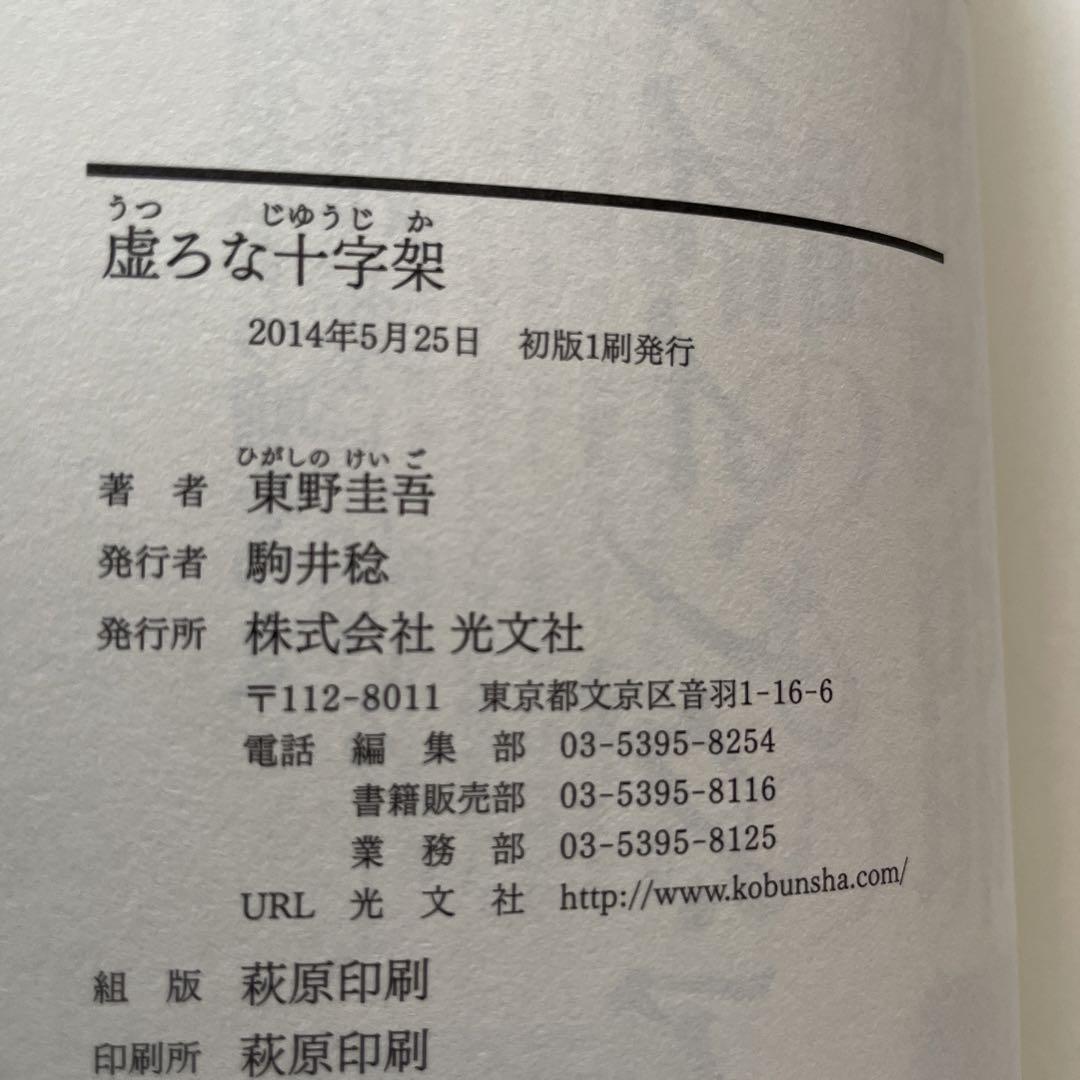 うつ じゆうじ か
虚ろな十字架
2014年5月25日 初版1刷発行
ひがしの けい ご
著 者 東野圭吾
発行者 駒井稔
発行所 株式会社 光文社
〒112-8011 東京都文京区音羽1-16-6
電話 編 集 部 03-5395-8254
書籍販売部 03-5395-8116
業 務 部 03-5395-8125
URL 光 文 社 http://www.kobunsha.com/
組 版 萩原印刷
印刷所 萩原印刷